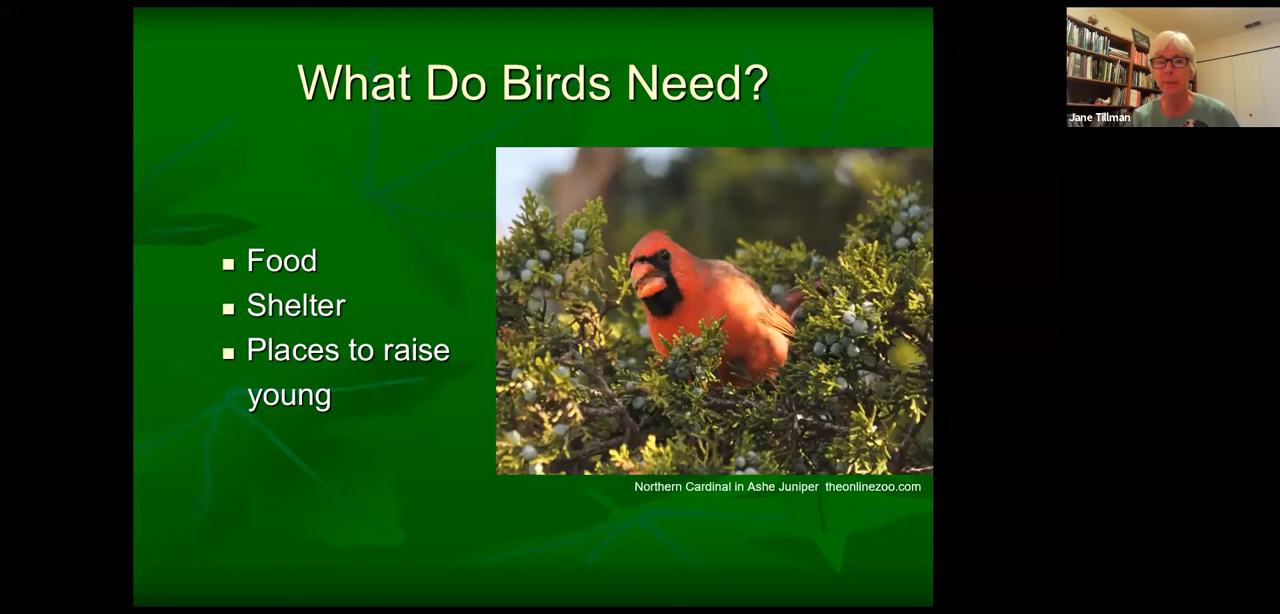 What Do Birds Need?
Food
Shelter
Places to raise
young
Northern Cardinal in Ashe Juniper theonlinezoo.com
Jane Tillman